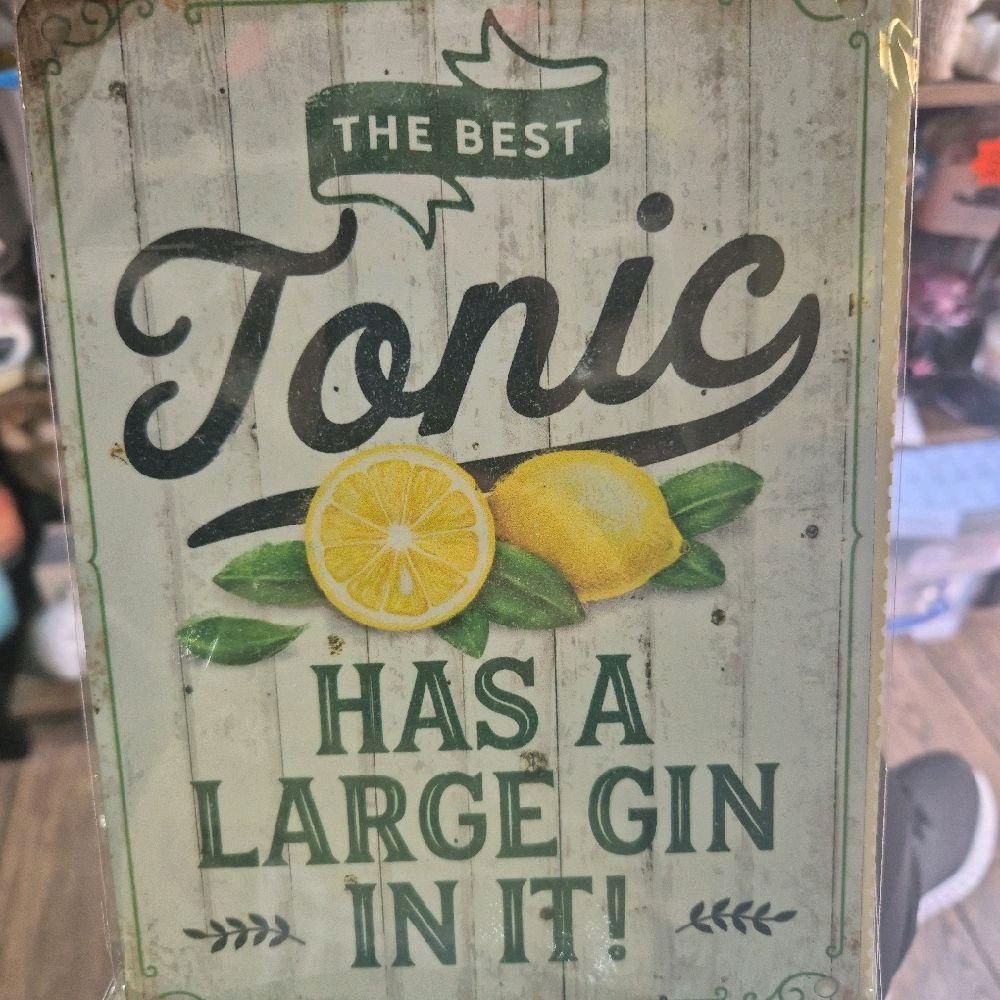 THE BEST
Tonic
HAS A
LARGE GIN
IN IT!